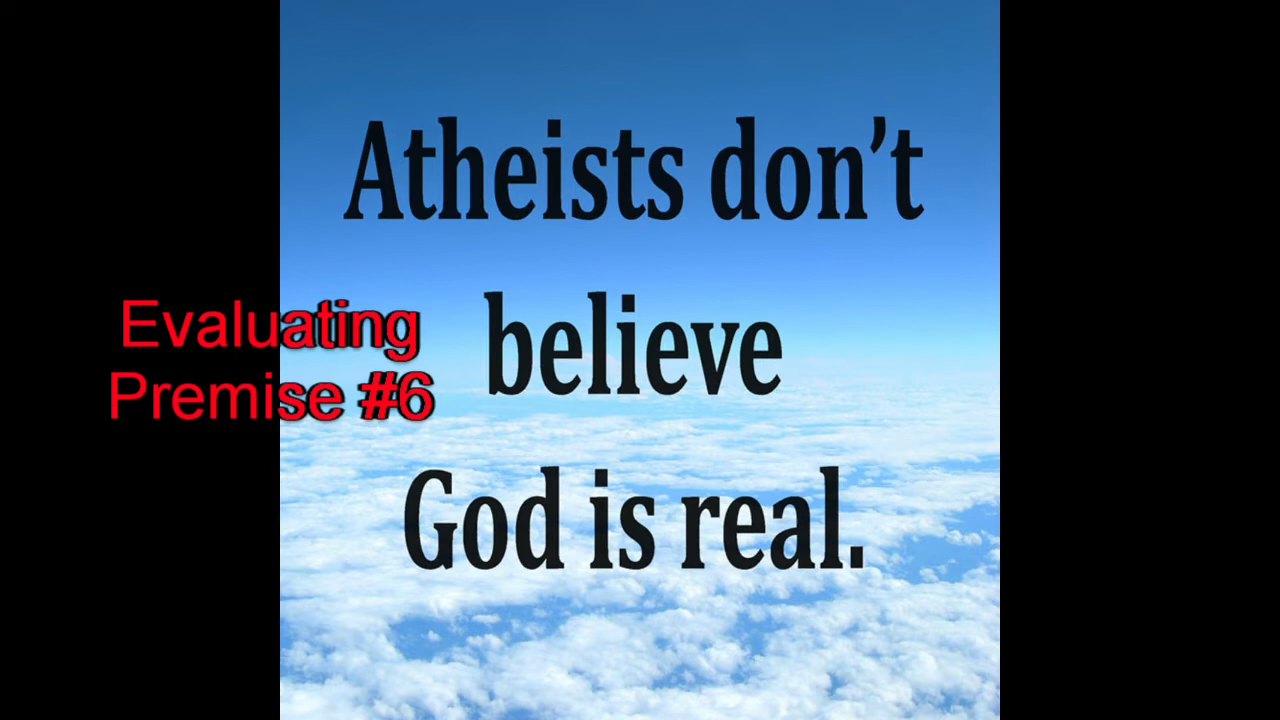 Atheists don’t
believe
God is real.
Evaluating
Premise #6